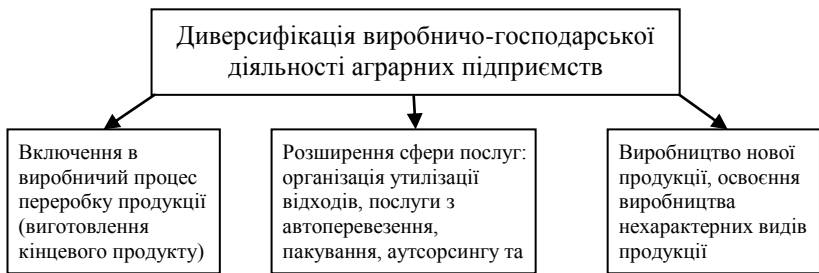 Диверсифікація виробничо-господарської
діяльності аграрних підприємств
Включення в
виробничий процес
переробку продукції
(виготовлення
кінцевого продукту)
Розширення сфери послуг:
організація утилізації
відходів, послуги з
автоперевезення,
пакування, аутсорсингу та
Виробництво нової
продукції, освоєння
виробництва
нехарактерних видів
продукції